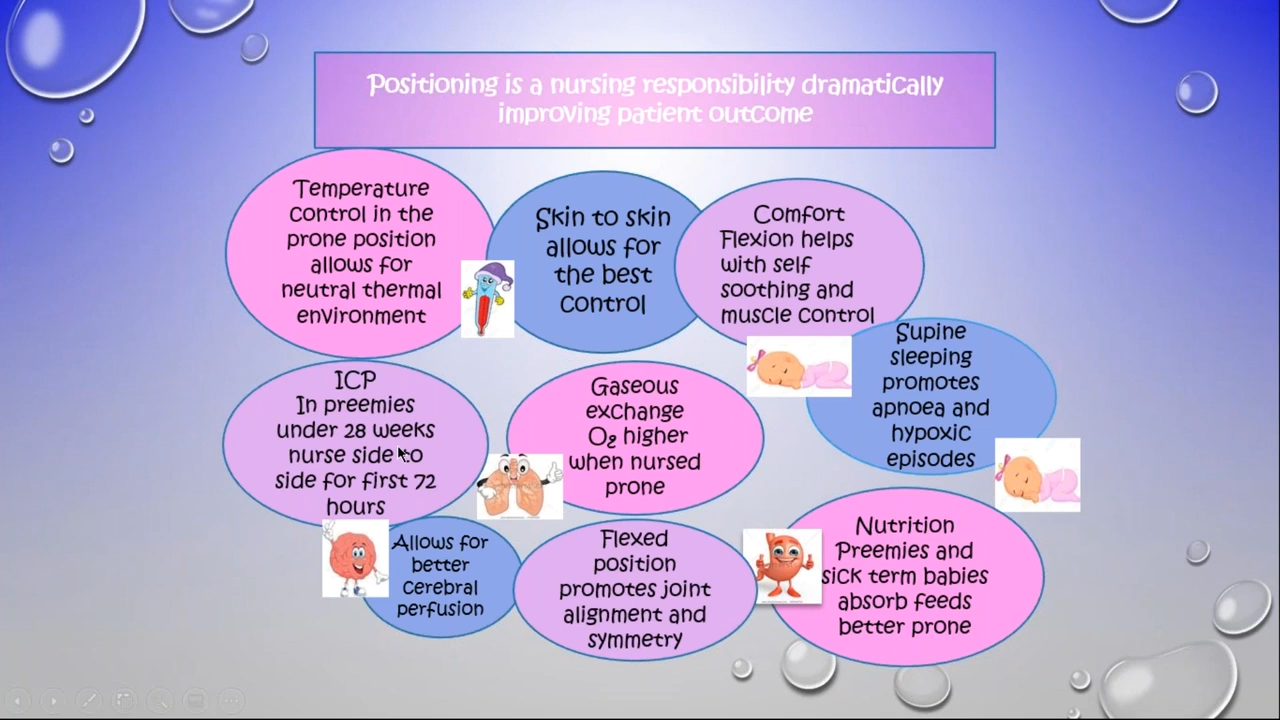 Positioning is a nursing responsibility dramatically
improving patient outcome
Temperature
control in the
prone position
allows for
neutral thermal
environment
Skin to skin
allows for
the best
control
Comfort
Flexion helps
with self
soothing and
muscle control
Supine
sleeping
promotes
apnoea and
hypoxic
episodes
ICP
In preemies
under 28 weeks
nurse side to
side for first 72
hours
Gaseous
exchange
O2 higher
when nursed
prone
Allows for
better
cerebral
perfusion
Flexed
position
promotes joint
alignment and
symmetry
Nutrition
Preemies and
sick term babies
absorb feeds
better prone